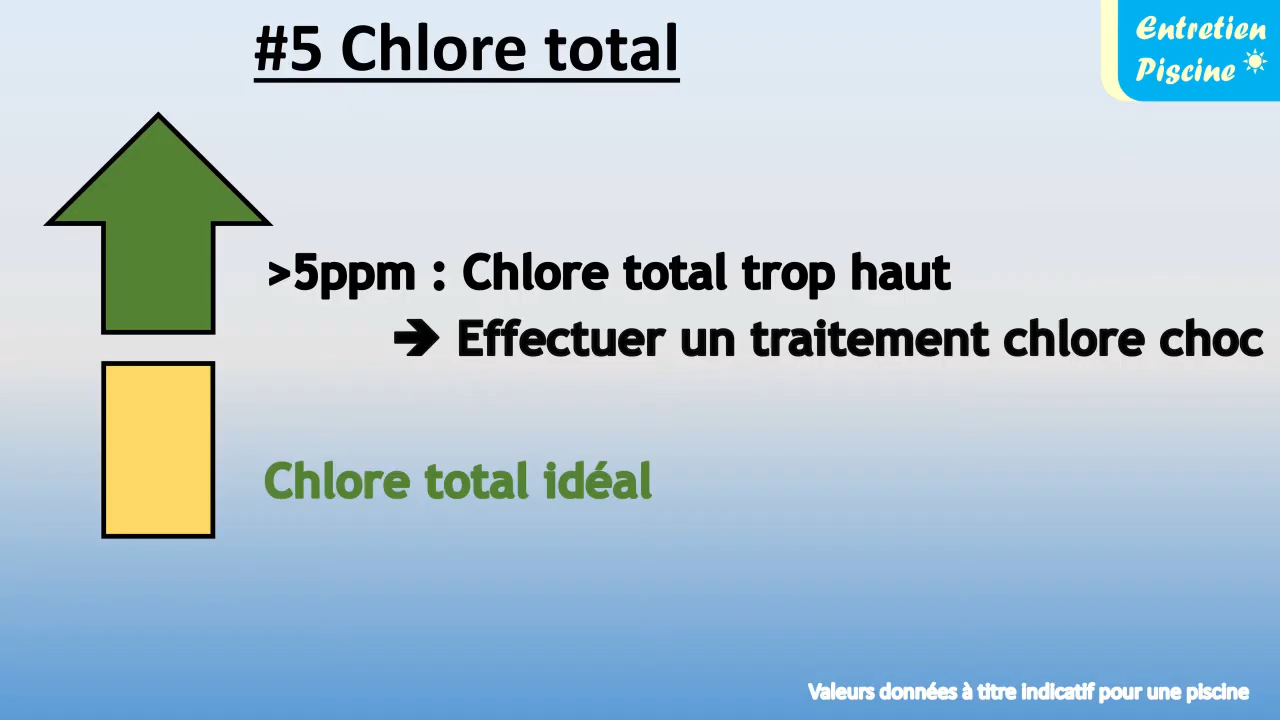 #5 Chlore total
Entretien
Piscine
>5ppm : Chlore total trop haut
➔ Effectuer un traitement chlore choc
Chlore total idéal
Valeurs données à titre indicatif pour une piscine